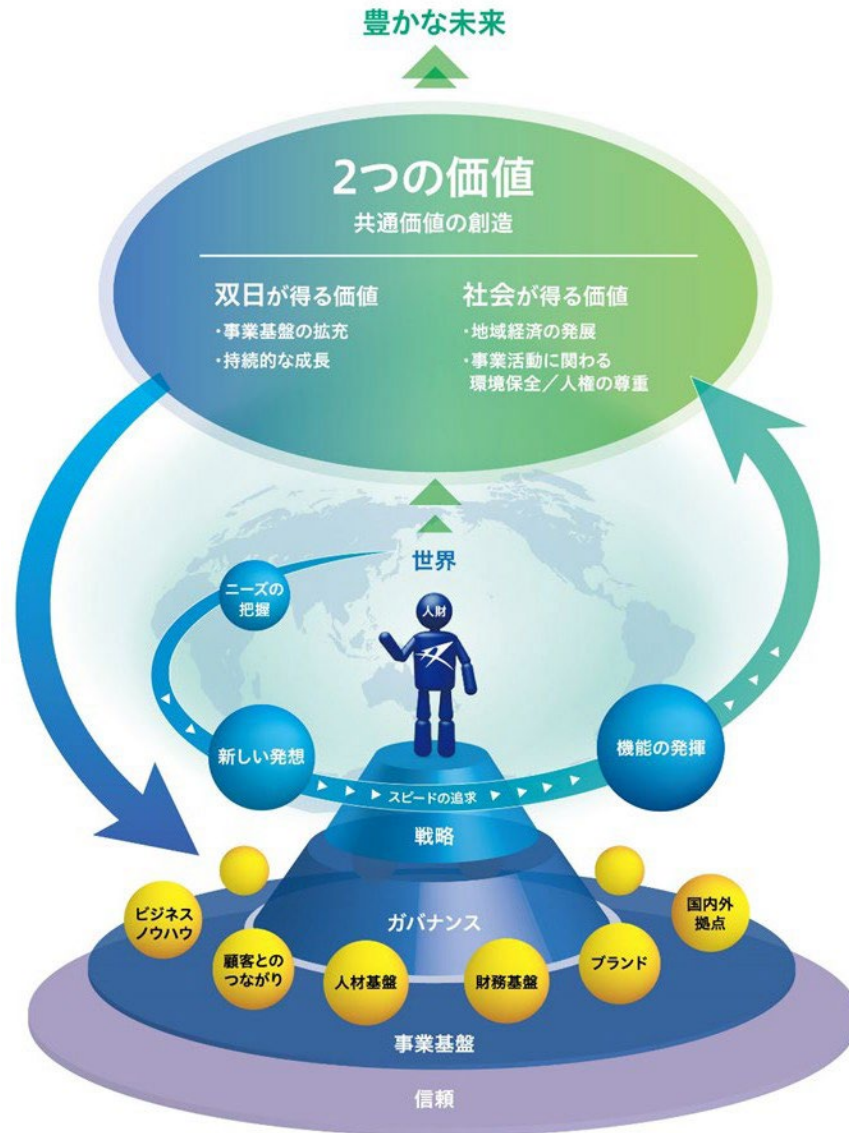 豊かな未来
2つの価値
共通価値の創造
双日が得る価値
・事業基盤の拡充
・持続的な成長
社会が得る価値
・地域経済の発展
・事業活動に関わる
環境保全／人権の尊重
世界
ニーズの
把握
人財
新しい発想
スピードの追求
機能の発揮
戦略
ガバナンス
ビジネス
ノウハウ
顧客との
つながり
人材基盤
財務基盤
ブランド
国内外
拠点
事業基盤
信頼